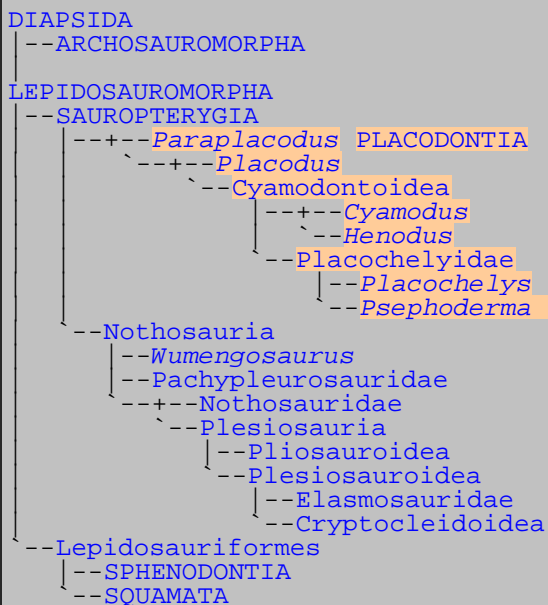 DIAPSIDA
|--ARCHOSAUROMORPHA
|
LEPIDOSAUROMORPHA
|--SAUROPTERYGIA
|  |--+--Paraplacodus PLACODONTIA
|  |  `--+--Placodus
|  |     `--Cyamodontoidea
|  |        |--+--Cyamodus
|  |        |  `--Henodus
|  |        `--Placochelyidae
|  |           |--Placochelys
|  |           `--Psephoderma
|  `--Nothosauria
|     |--Wumengosaurus
|     |--Pachypleurosauridae
|     `--+--Nothosauridae
|        `--Plesiosauria
|           |--Pliosauroidea
|           `--Plesiosauroidea
|              |--Elasmosauridae
|              `--Cryptocleidoidea
`--Lepidosauriformes
   |--SPHENODONTIA
   `--SQUAMATA